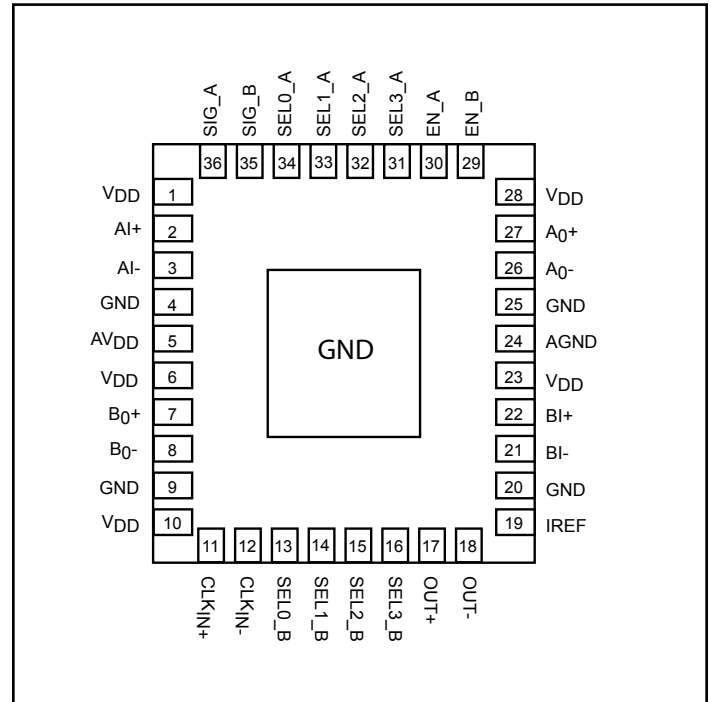 SIG_A
SIG_B
SEL0_A
SEL1_A
SEL2_A
SEL3_A
EN_A
EN_B
36 35 34 33 32 31 30 29
VDD 1 28 VDD
AI+ 2 27 A0+
AI- 3 26 A0-
GND 4 25 GND
AVDD 5 24 AGND
GND
VDD 6 23 VDD
B0+ 7 22 BI+
B0- 8 21 BI-
GND 9 20 GND
VDD 10 19 IREF
11 12 13 14 15 16 17 18
CLKIN+
CLKIN-
SEL0_B
SEL1_B
SEL2_B
SEL3_B
OUT+
OUT-